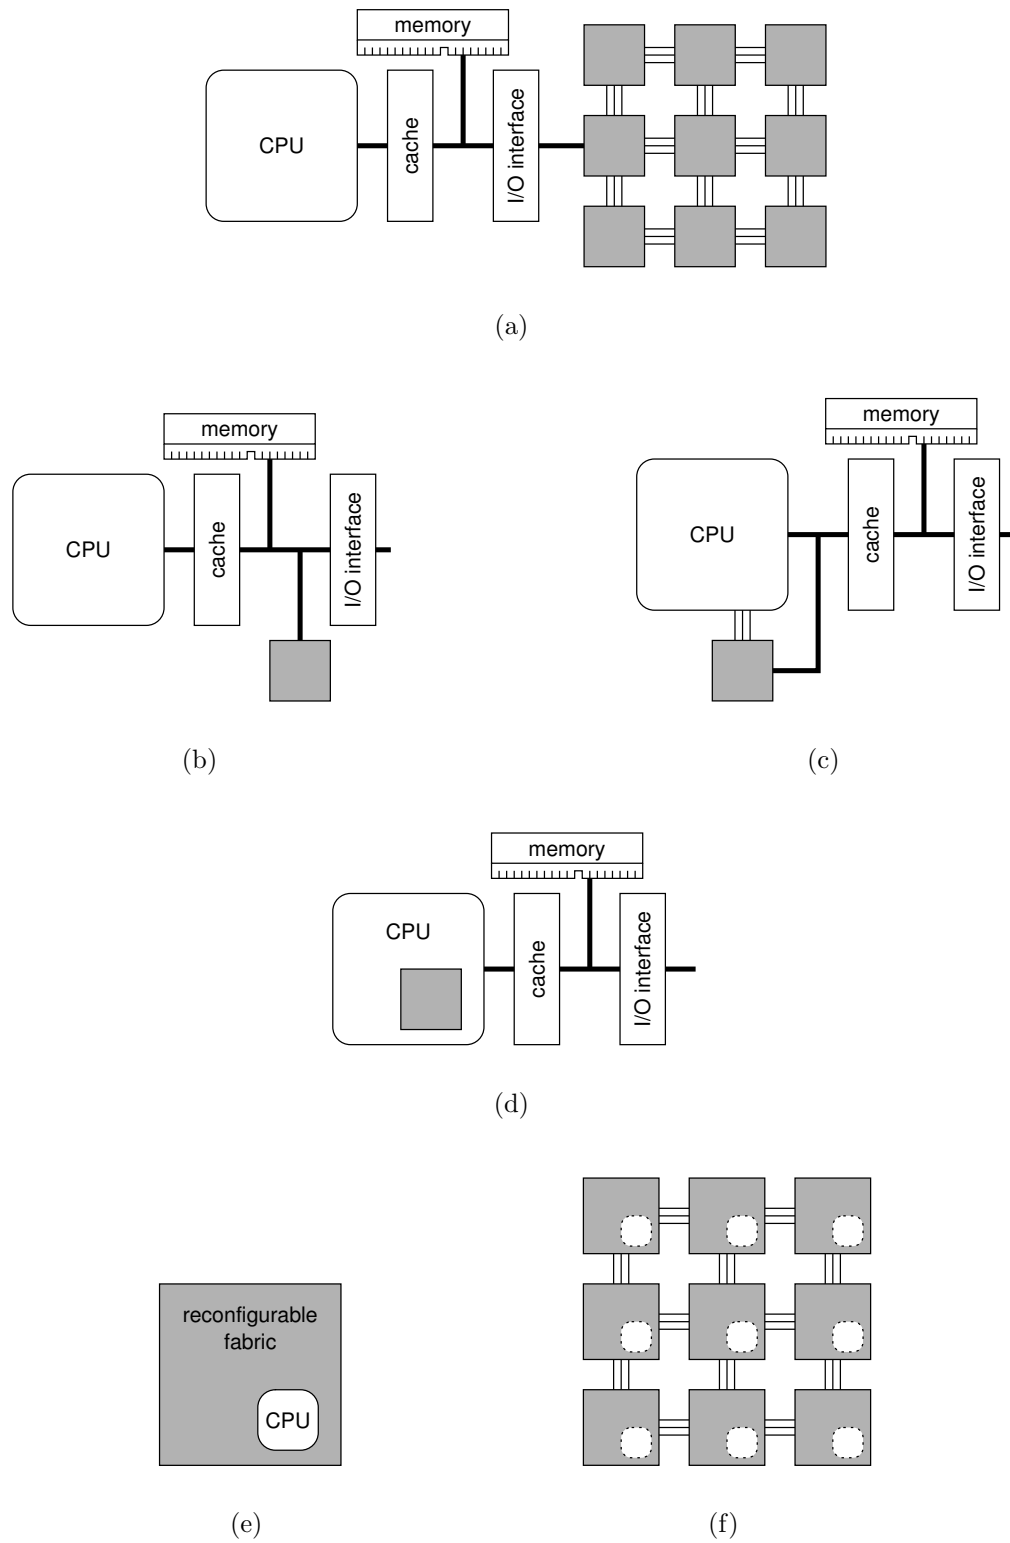 memory
CPU
cache
I/O interface
(a)
memory
CPU
cache
I/O interface
(b)
memory
CPU
cache
I/O interface
(c)
memory
CPU
cache
I/O interface
(d)
reconfigurable
fabric
CPU
(e)
(f)